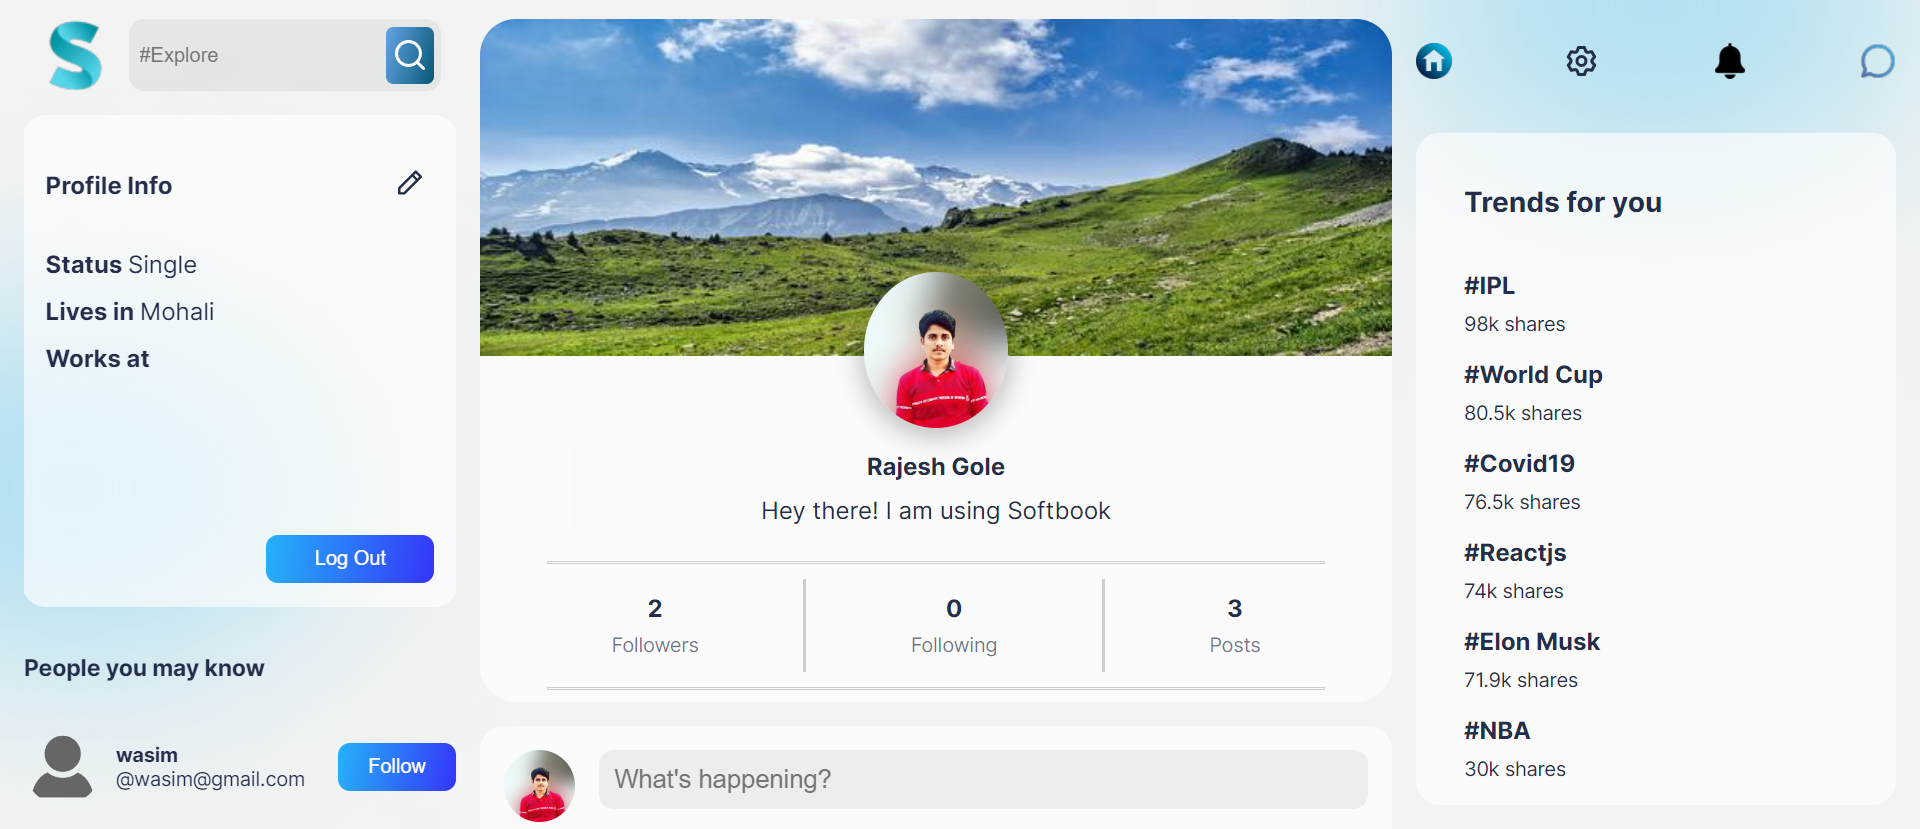 #Explore
Profile Info
Status Single
Lives in Mohali
Works at
Log Out
People you may know
wasim
@wasim@gmail.com
Follow
Rajesh Gole
Hey there! I am using Softbook
2
Followers
0
Following
3
Posts
What's happening?
Trends for you
#IPL
98k shares
#World Cup
80.5k shares
#Covid19
76.5k shares
#Reactjs
74k shares
#Elon Musk
71.9k shares
#NBA
30k shares